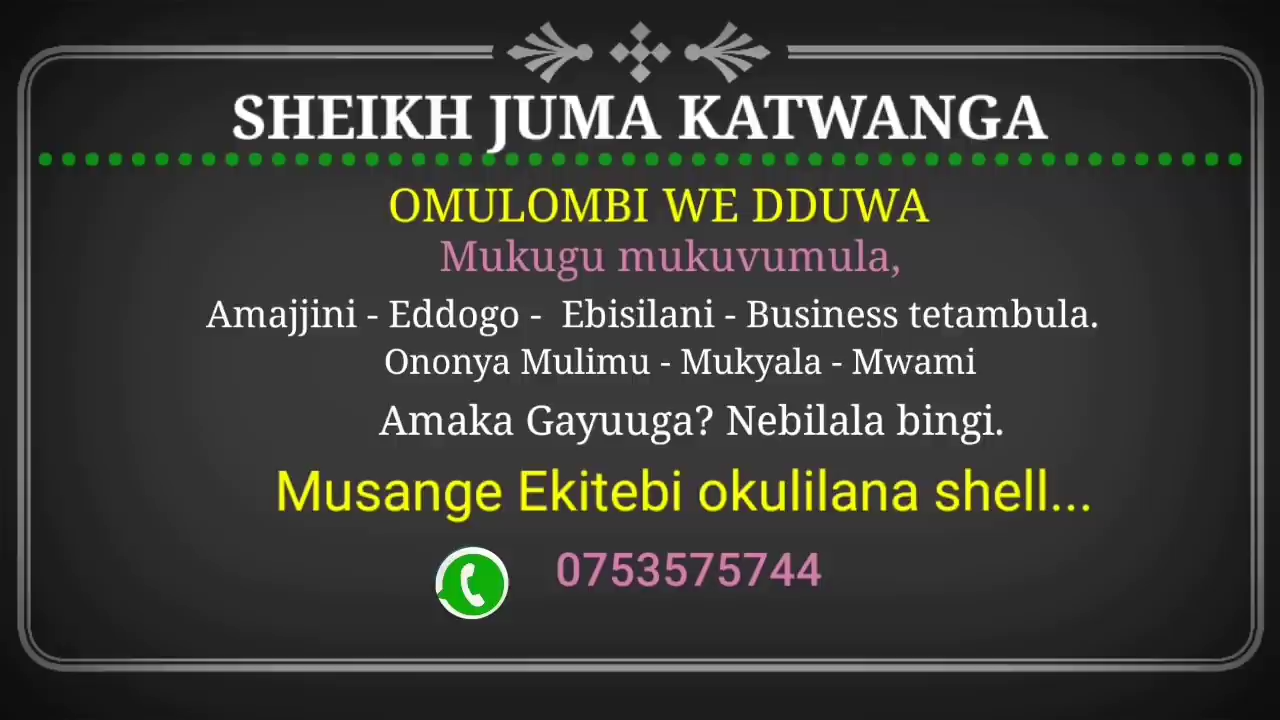 SHEIKH JUMA KATWANGA
OMULOMBI WE DDUWA
Mukugu mukuvumula,
Amajjini - Eddogo - Ebisilani - Business tetambula.
Ononya Mulimu - Mukyala - Mwami
Amaka Gayuuga? Nebilala bingi.
Musange Ekitebi okulilana shell...
0753575744